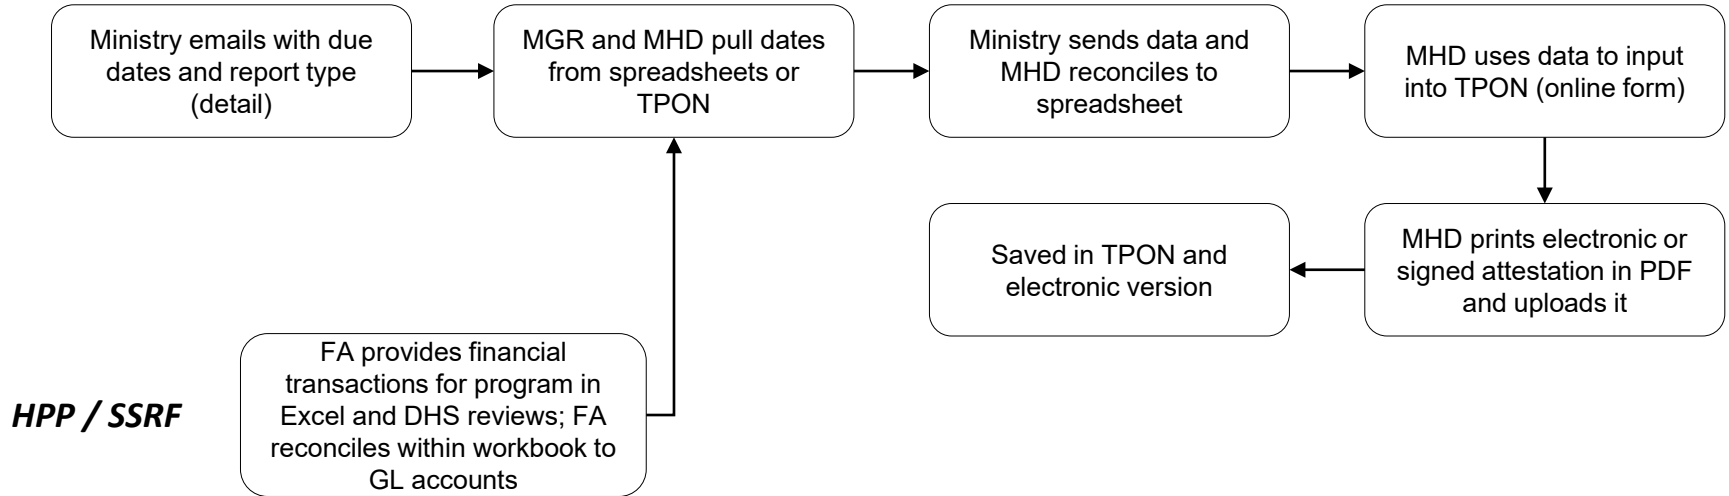 Ministry emails with due
dates and report type
(detail)
MGR and MHD pull dates
from spreadsheets or
TPON
Ministry sends data and
MHD reconciles to
spreadsheet
MHD uses data to input
into TPON (online form)
Saved in TPON and
electronic version
MHD prints electronic or
signed attestation in PDF
and uploads it
HPP / SSRF
FA provides financial
transactions for program in
Excel and DHS reviews; FA
reconciles within workbook to
GL accounts